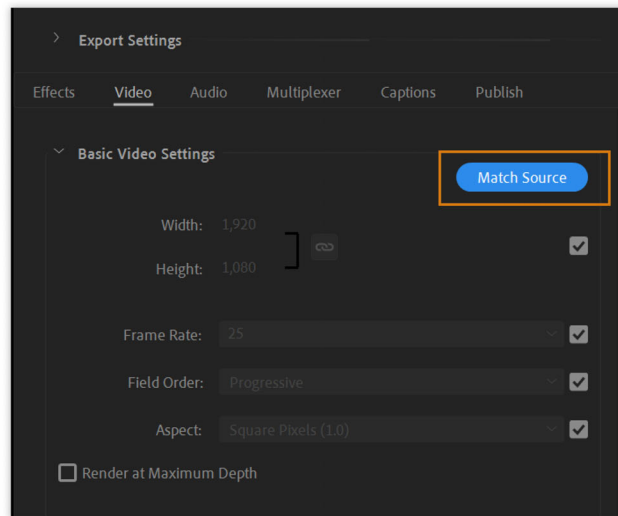 Export Settings
Effects Video Audio Multiplexer Captions Publish
Basic Video Settings
Match Source
Width: 1,920
Height: 1,080
Frame Rate: 25
Field Order: Progressive
Aspect: Square Pixels (1.0)
Render at Maximum Depth